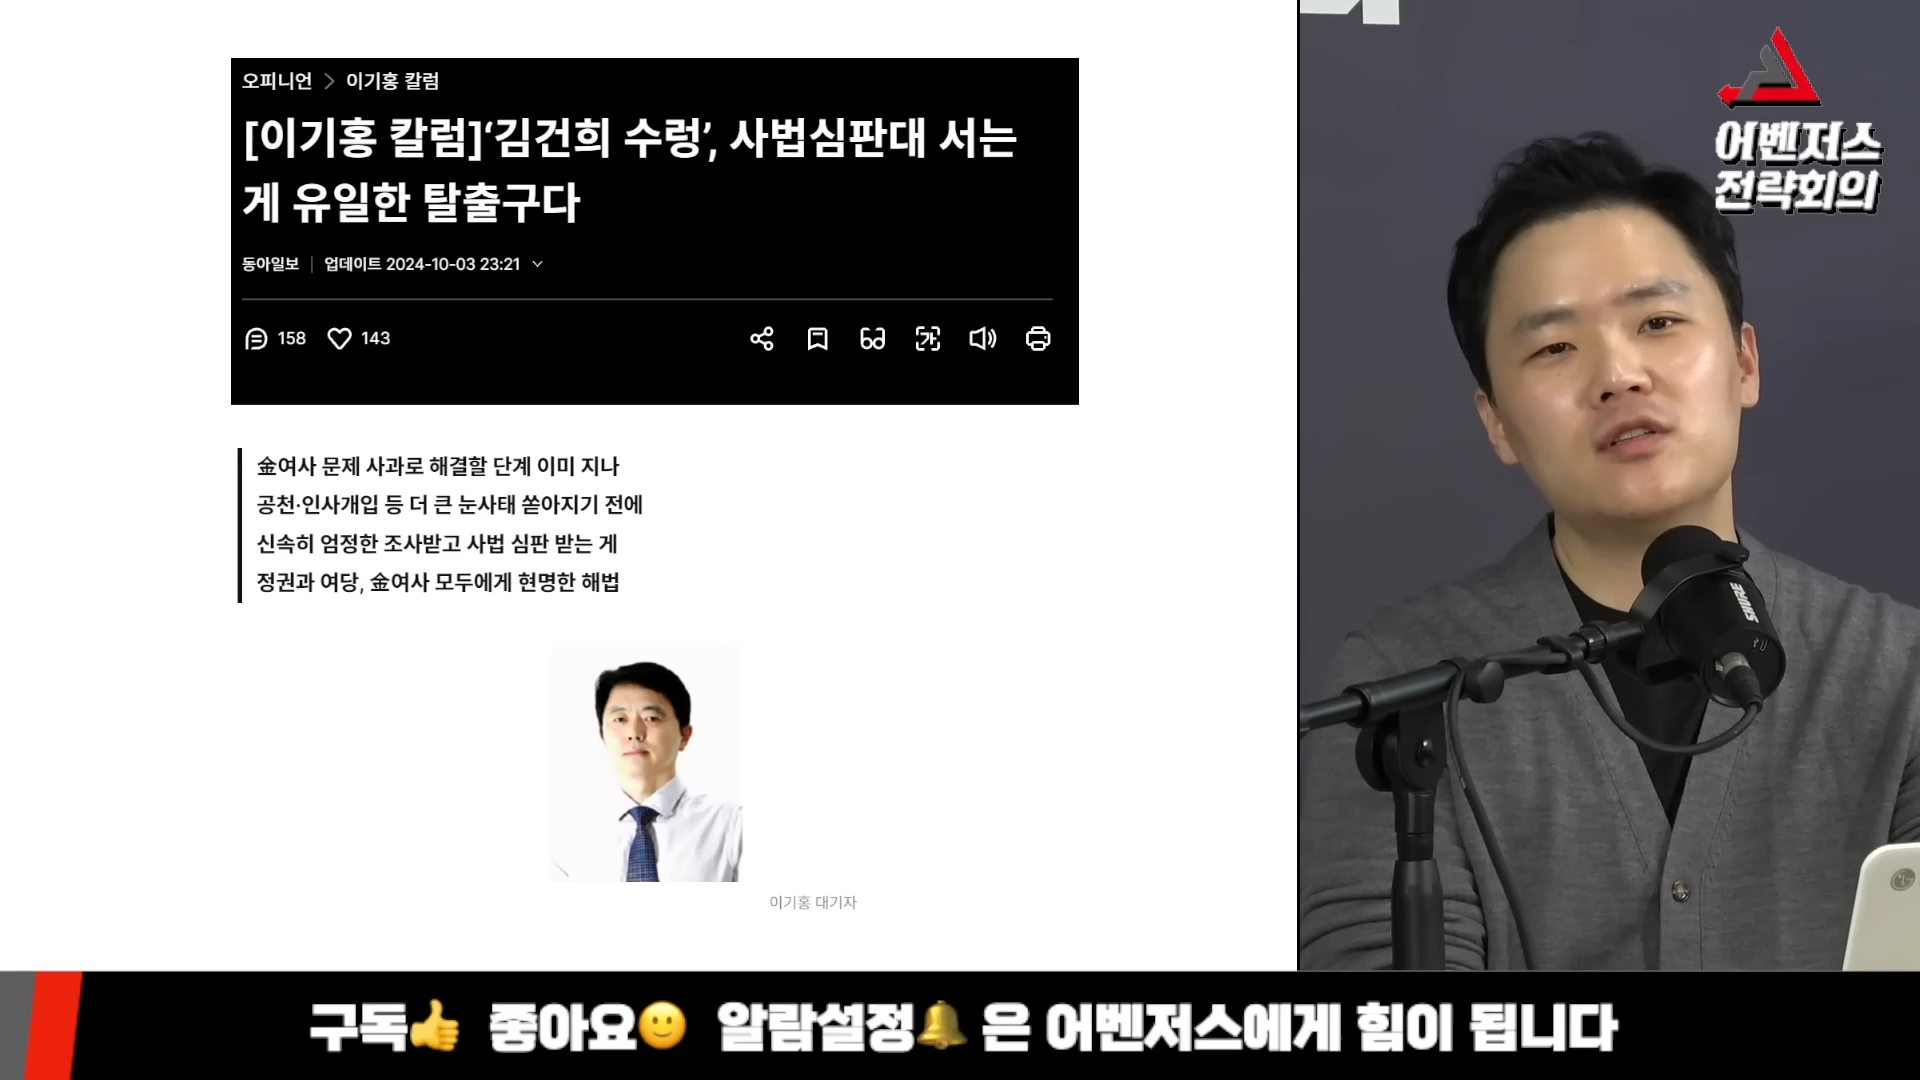 오피니언 > 이기홍 칼럼
[이기홍 칼럼]‘김건희 수렁’, 사법심판대 서는
게 유일한 탈출구다
동아일보 | 업데이트 2024-10-03 23:21
158 143
가
金여사 문제 사과로 해결할 단계 이미 지나
공천·인사개입 등 더 큰 눈사태 쏟아지기 전에
신속히 엄정한 조사받고 사법 심판 받는 게
정권과 여당, 金여사 모두에게 현명한 해법
이기홍 대기자
어벤저스
전략회의
SHURE
LG
구독👍 좋아요🙂 알람설정🔔 은 어벤저스에게 힘이 됩니다